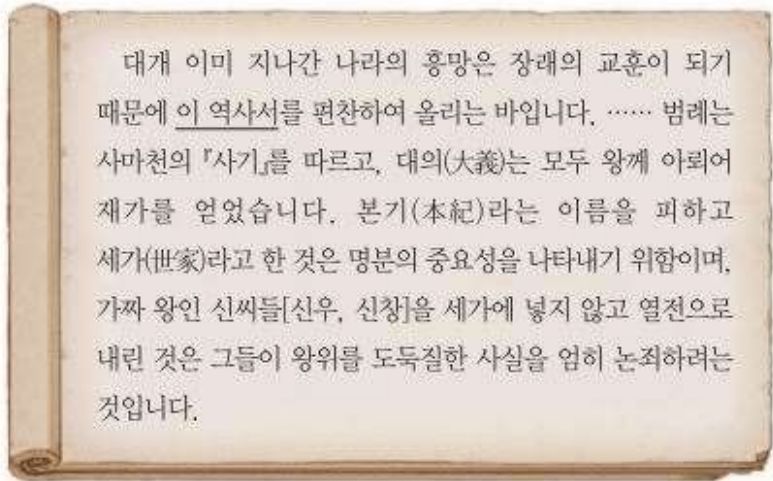 대개 이미 지나간 나라의 흥망은 장래의 교훈이 되기
때문에 이 역사서를 편찬하여 올리는 바입니다. …… 범례는
사마천의 『사기』를 따르고, 대의(大義)는 모두 왕께 아뢰어
재가를 얻었습니다. 본기(本紀)라는 이름을 피하고
세가(世家)라고 한 것은 명분의 중요성을 나타내기 위함이며,
가짜 왕인 신씨들[신우, 신창]을 세가에 넣지 않고 열전으로
내린 것은 그들이 왕위를 도둑질한 사실을 엄히 논죄하려는
것입니다.